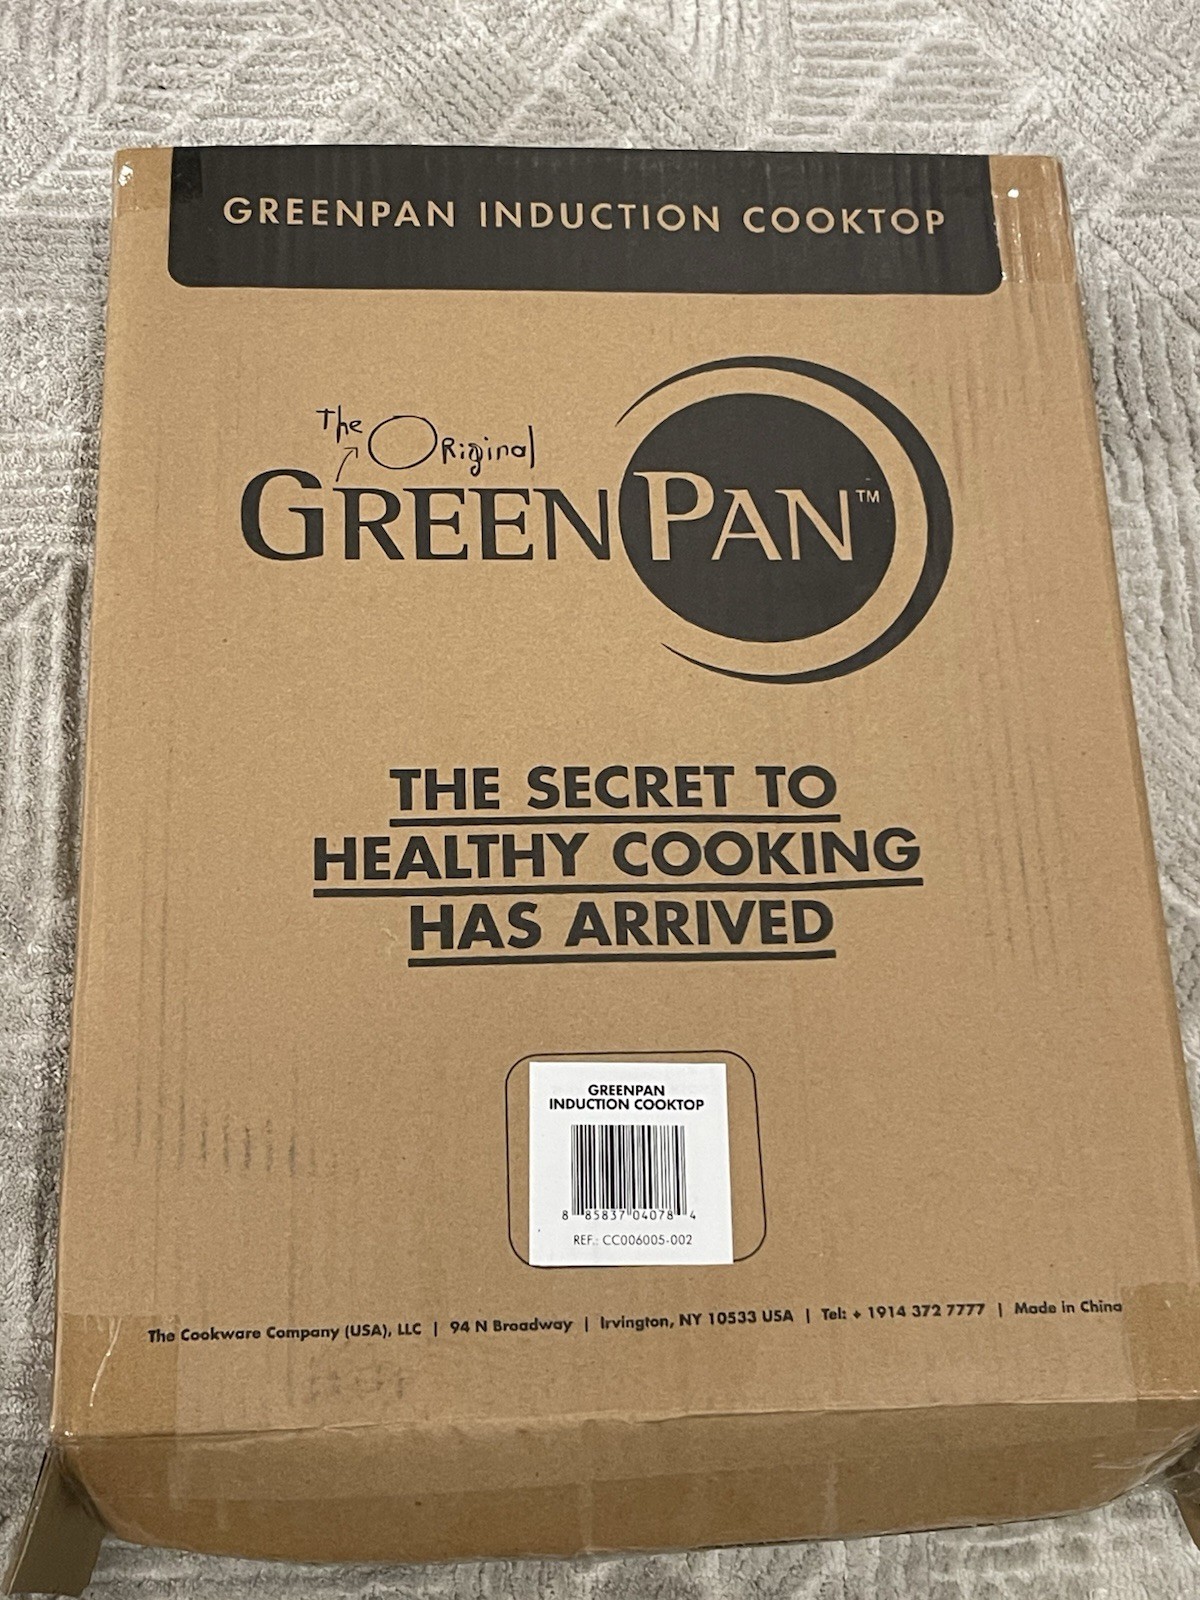 GREENPAN INDUCTION COOKTOP
The Original
GREENPAN™
THE SECRET TO
HEALTHY COOKING
HAS ARRIVED
GREENPAN
INDUCTION COOKTOP
8 85837 04078 4
REF.: CC006005-002
The Cookware Company (USA), LLC | 94 N Broadway | Irvington, NY 10533 USA | Tel: + 1914 372 7777 | Made in China